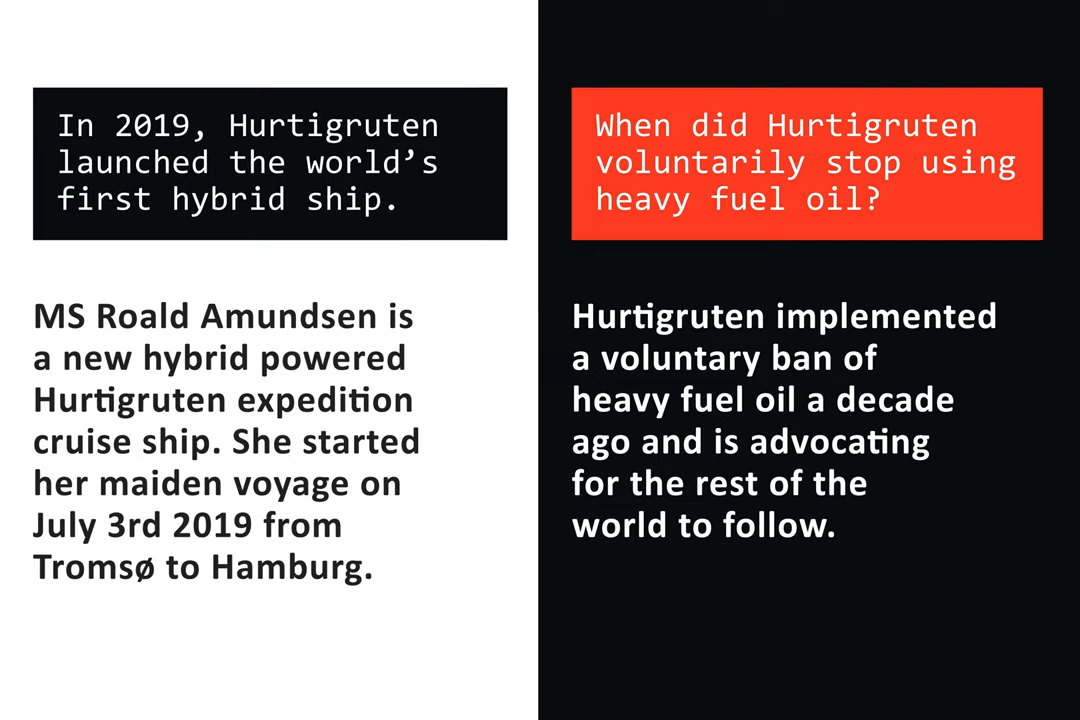 In 2019, Hurtigruten
launched the world’s
first hybrid ship.
MS Roald Amundsen is
a new hybrid powered
Hurtigruten expedition
cruise ship. She started
her maiden voyage on
July 3rd 2019 from
Tromsø to Hamburg.
When did Hurtigruten
voluntarily stop using
heavy fuel oil?
Hurtigruten implemented
a voluntary ban of
heavy fuel oil a decade
ago and is advocating
for the rest of the
world to follow.